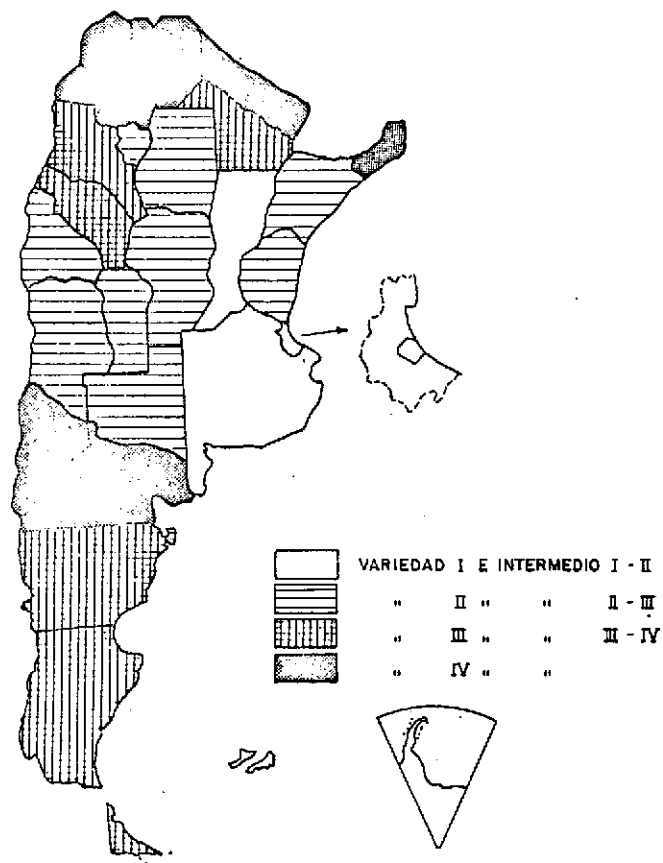 VARIEDAD I E INTERMEDIO I - II
" II " " II - III
" III " " III - IV
" IV " "